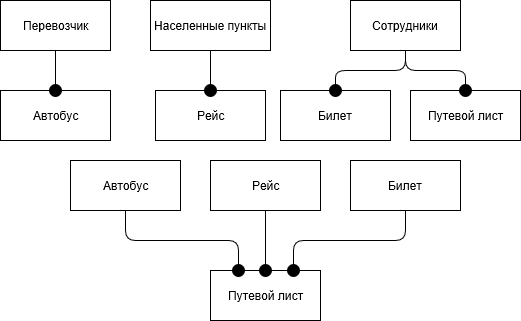 Перевозчик
Населенные пункты
Сотрудники
Автобус
Рейс
Билет
Путевой лист
Автобус
Рейс
Билет
Путевой лист